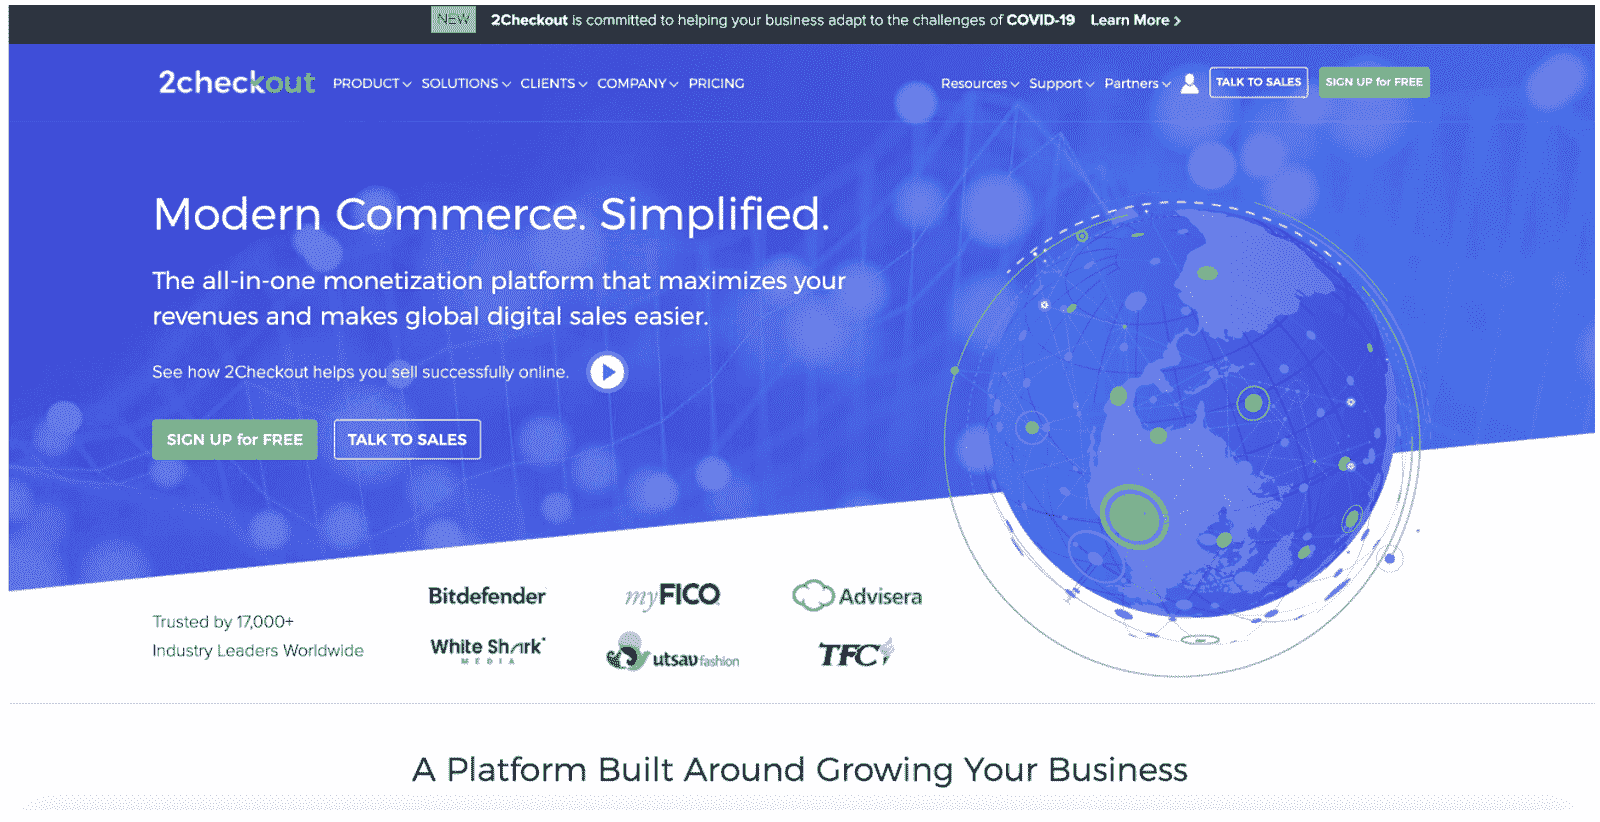 NEW 2Checkout is committed to helping your business adapt to the challenges of COVID-19 Learn More
2checkout PRODUCT SOLUTIONS CLIENTS COMPANY PRICING Resources Support Partners TALK TO SALES SIGN UP for FREE
Modern Commerce. Simplified.
The all-in-one monetization platform that maximizes your
revenues and makes global digital sales easier.
See how 2Checkout helps you sell successfully online.
SIGN UP for FREE TALK TO SALES
Trusted by 17,000+
Industry Leaders Worldwide
Bitdefender myFICO Advisera
White Shark MEDIA utsav fashion TFC
A Platform Built Around Growing Your Business